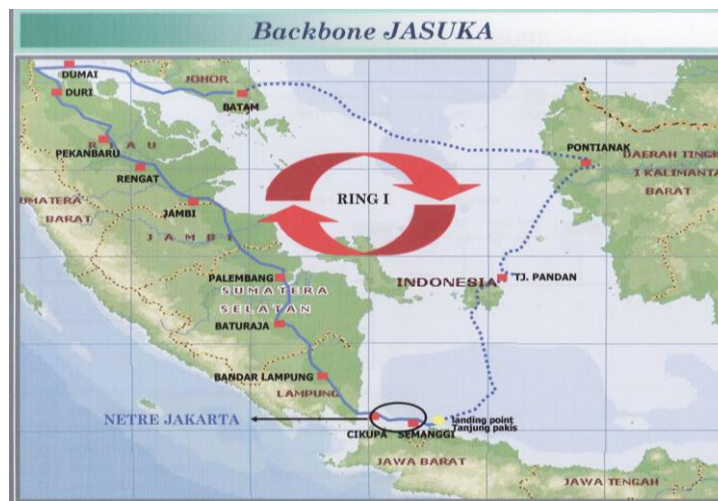 Backbone JASUKA
DUMAI
JOHOR
DURI
BATAM
RIAU
PEKANBARU
PONTIANAK
DAERAH TINGK
I KALIMANTA
BARAT
RENGAT
UMATERA
BARAT
JAMBI
RING I
JAMBI
PALEMBANG
INDONESIA
TJ. PANDAN
SUMATERA
SELATAN
BATURAJA
BANDAR LAMPUNG
LAMPUNG
NETRE JAKARTA
landing point
Tanjung pakis
CIKUPA
SEMANGGI
JAWA BARAT
JAWA TENGAH